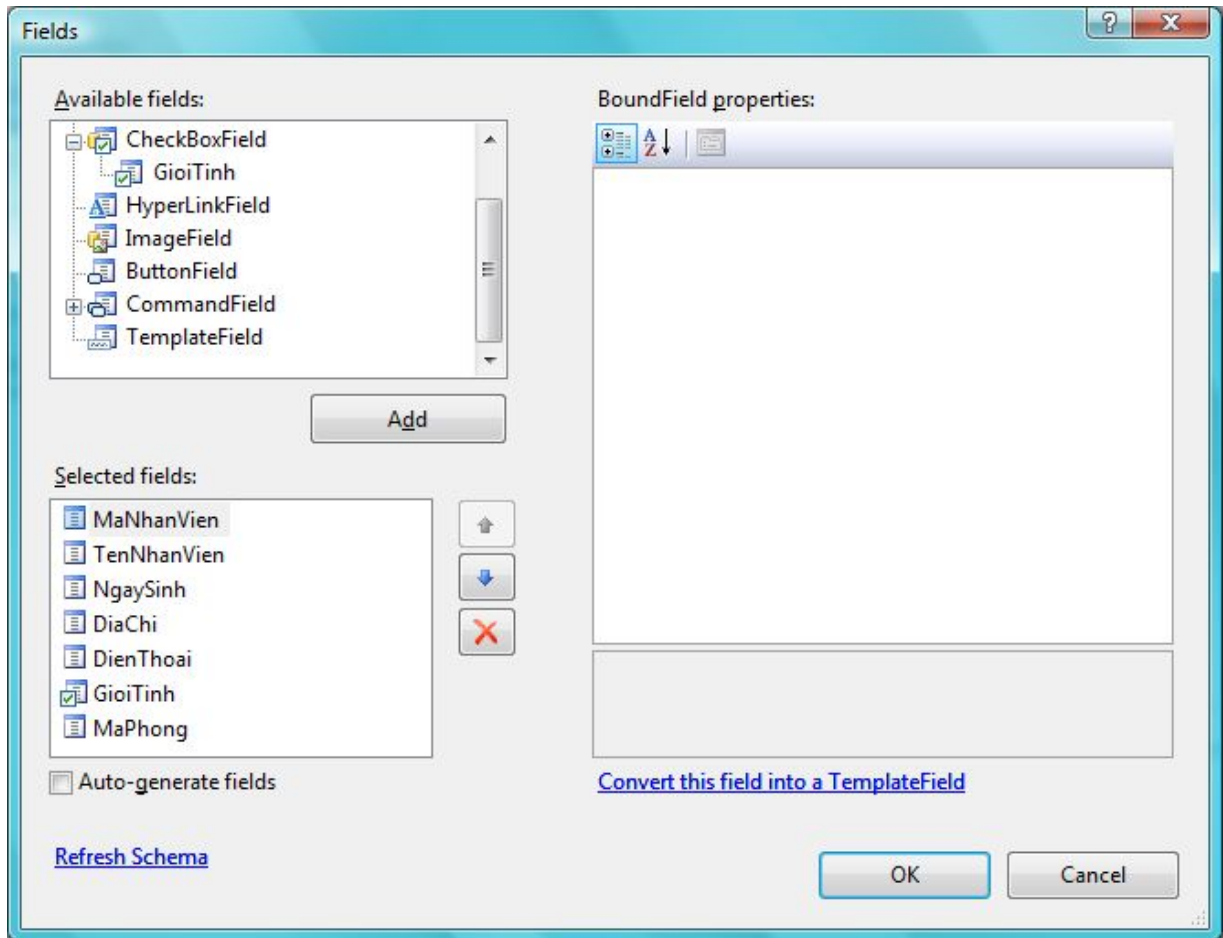 Fields
Available fields:
CheckBoxField
GioiTinh
HyperLinkField
ImageField
ButtonField
CommandField
TemplateField
Add
Selected fields:
MaNhanVien
TenNhanVien
NgaySinh
DiaChi
DienThoai
GioiTinh
MaPhong
Auto-generate fields
Refresh Schema
BoundField properties:
Convert this field into a TemplateField
OK
Cancel